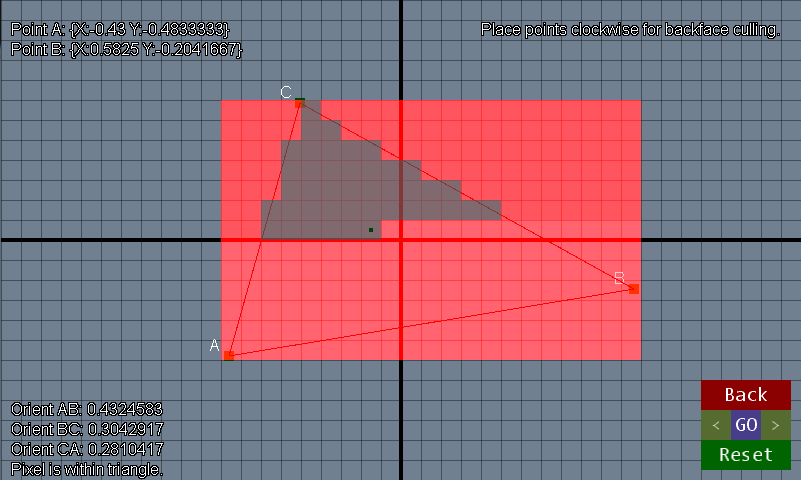 Point A: {X:-0.43 Y:-0.4833333}
Point B: {X:0.5825 Y:-0.2041667}
Place points clockwise for backface culling.
C
B
A
Orient AB: 0.4324583
Orient BC: 0.3042917
Orient CA: 0.2810417
Pixel is within triangle.
Back
< GO >
Reset